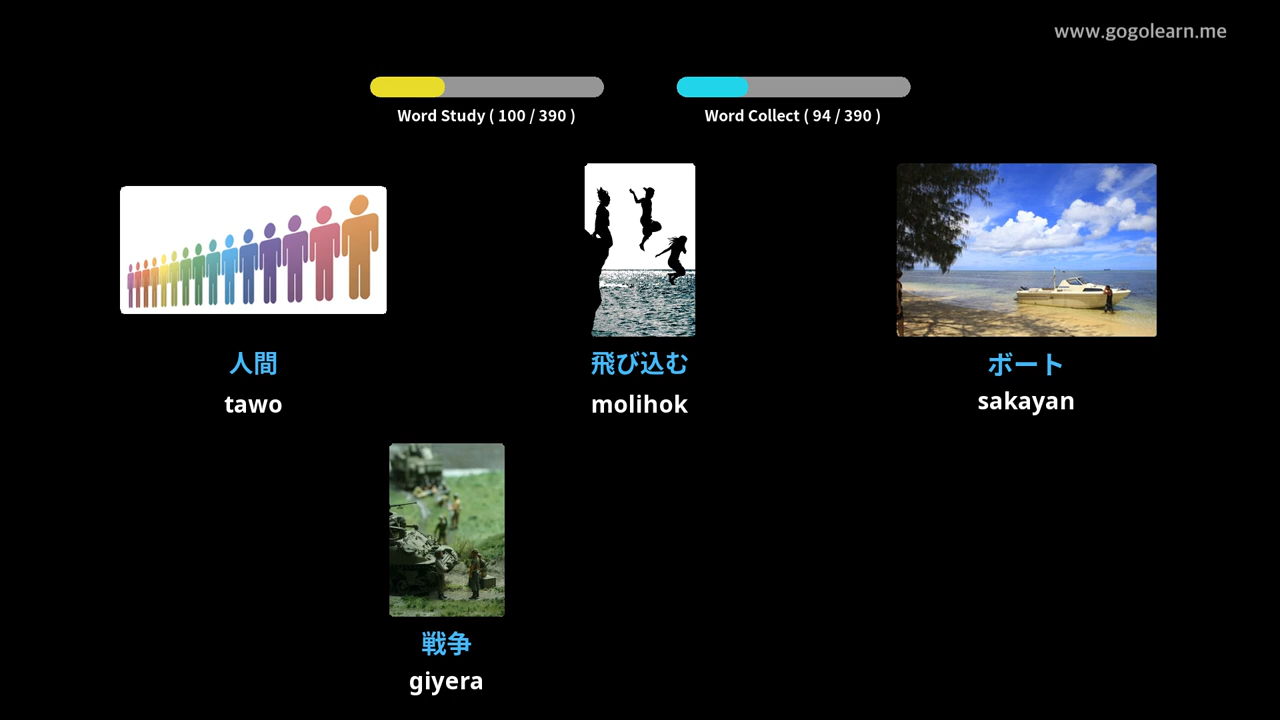 www.gogolearn.me
Word Study ( 100 / 390 )
Word Collect ( 94 / 390 )
人間
tawo
飛び込む
molihok
ボート
sakayan
戦争
giyera